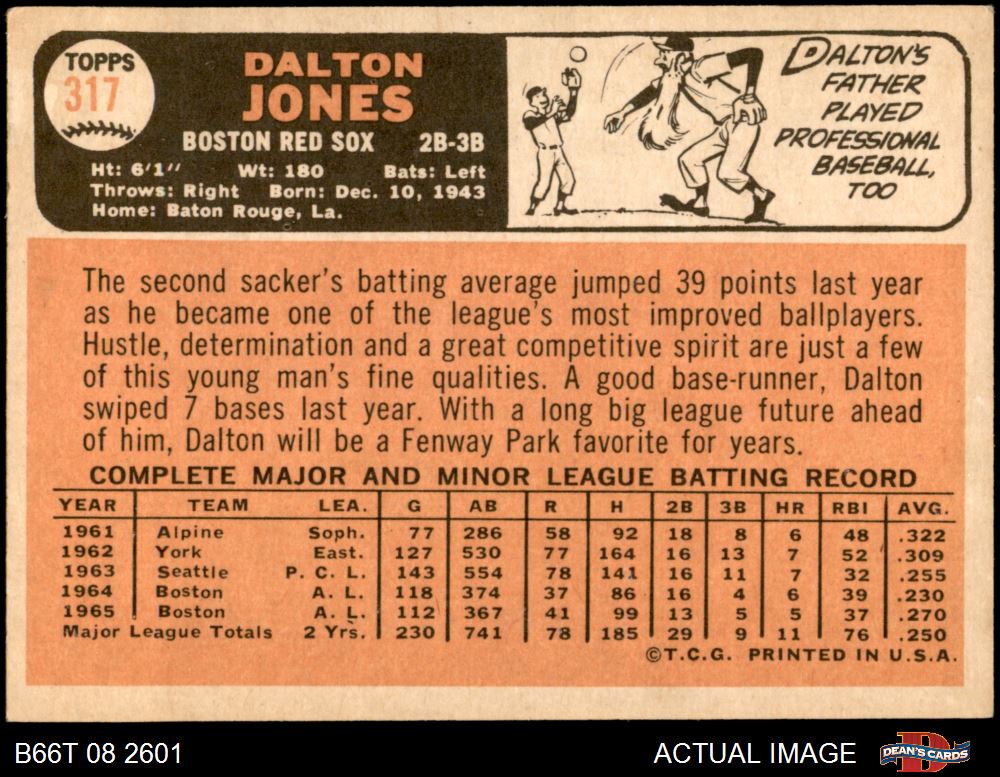 TOPPS
317
DALTON
JONES
BOSTON RED SOX 2B-3B
Ht: 6'1" Wt: 180 Bats: Left
Throws: Right Born: Dec. 10, 1943
Home: Baton Rouge, La.
DALTON'S
FATHER
PLAYED
PROFESSIONAL
BASEBALL,
TOO
The second sacker's batting average jumped 39 points last year
as he became one of the league's most improved ballplayers.
Hustle, determination and a great competitive spirit are just a few
of this young man's fine qualities. A good base-runner, Dalton
swiped 7 bases last year. With a long big league future ahead
of him, Dalton will be a Fenway Park favorite for years.
COMPLETE MAJOR AND MINOR LEAGUE BATTING RECORD
YEAR TEAM LEA. G AB R H 2B 3B HR RBI AVG.
1961 Alpine Soph. 77 286 58 92 18 8 6 48 .322
1962 York East. 127 530 77 164 16 13 7 52 .309
1963 Seattle P. C. L. 143 554 78 141 16 11 7 32 .255
1964 Boston A. L. 118 374 37 86 16 4 6 39 .230
1965 Boston A. L. 112 367 41 99 13 5 5 37 .270
Major League Totals 2 Yrs. 230 741 78 185 29 9 11 76 .250
©T.C.G. PRINTED IN U.S.A.
B66T 08 2601 ACTUAL IMAGE DEAN'S CARDS